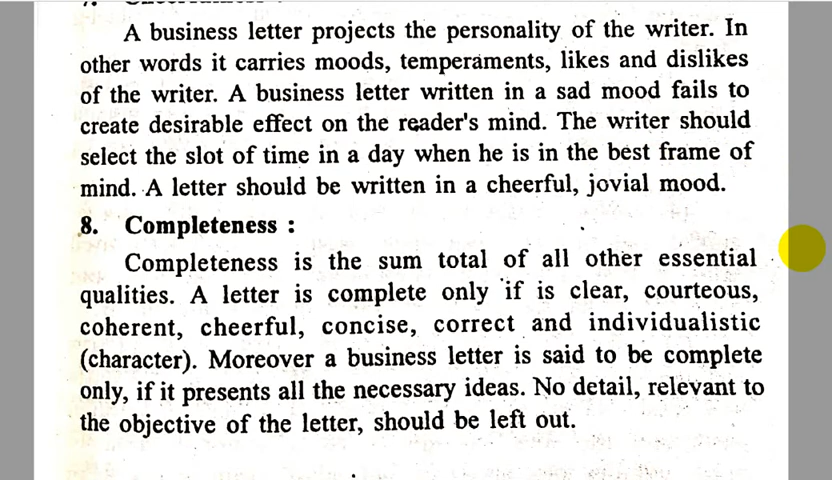 7.
A business letter projects the personality of the writer. In
other words it carries moods, temperaments, likes and dislikes
of the writer. A business letter written in a sad mood fails to
create desirable effect on the reader's mind. The writer should
select the slot of time in a day when he is in the best frame of
mind. A letter should be written in a cheerful, jovial mood.
8. Completeness :
Completeness is the sum total of all other essential
qualities. A letter is complete only if is clear, courteous,
coherent, cheerful, concise, correct and individualistic
(character). Moreover a business letter is said to be complete
only, if it presents all the necessary ideas. No detail, relevant to
the objective of the letter, should be left out.